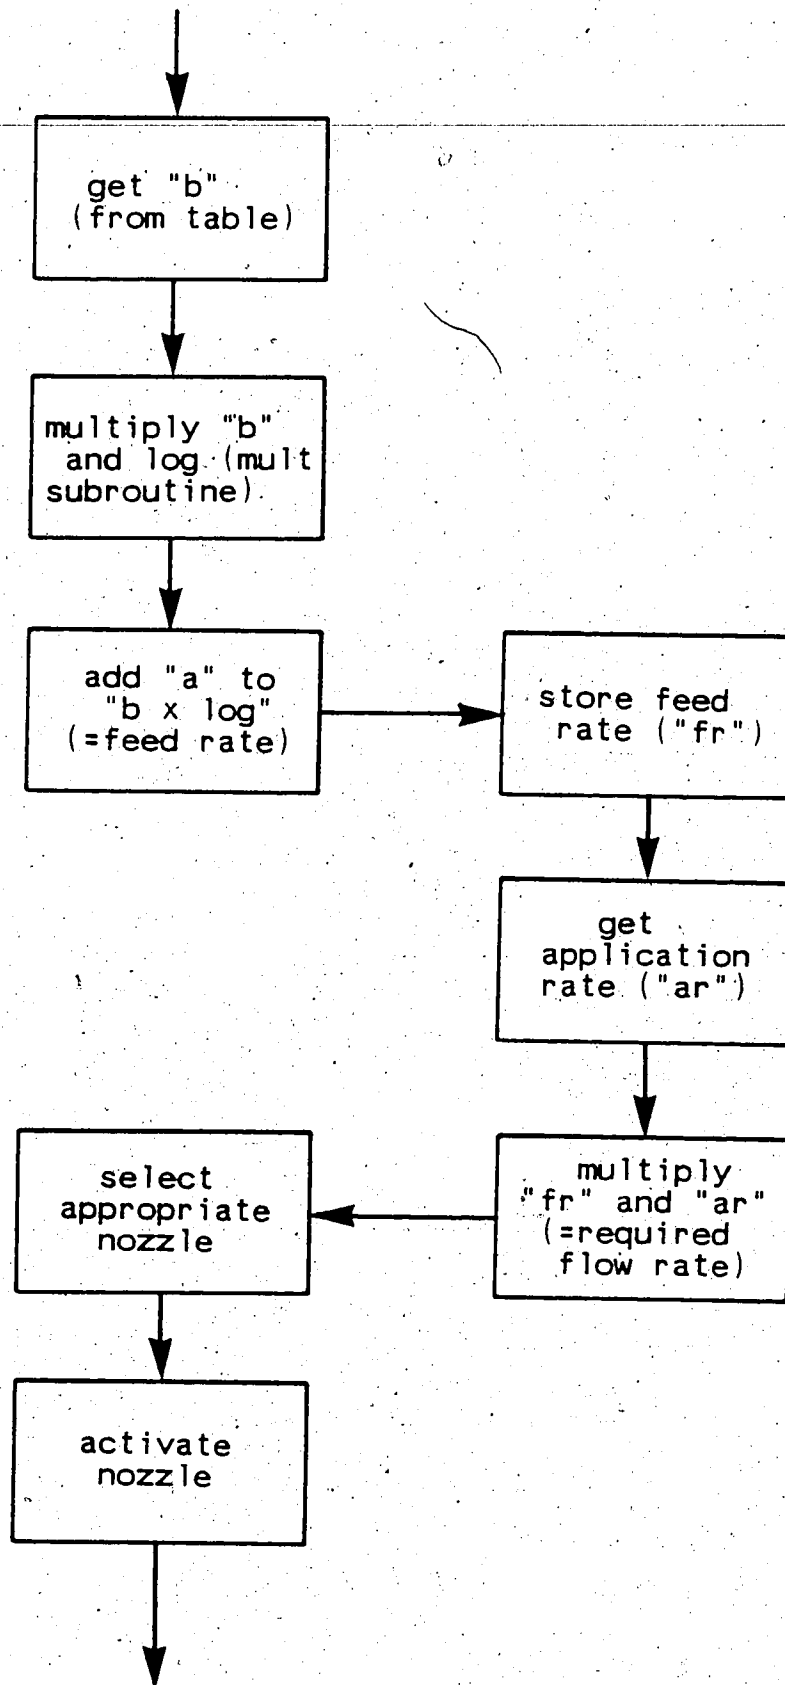 get "b"
(from table)
multiply "b"
and log (mult
subroutine)
add "a" to
"b x log"
(=feed rate)
store feed
rate ("fr")
get
application
rate ("ar")
multiply
"fr" and "ar"
(=required
flow rate)
select
appropriate
nozzle
activate
nozzle